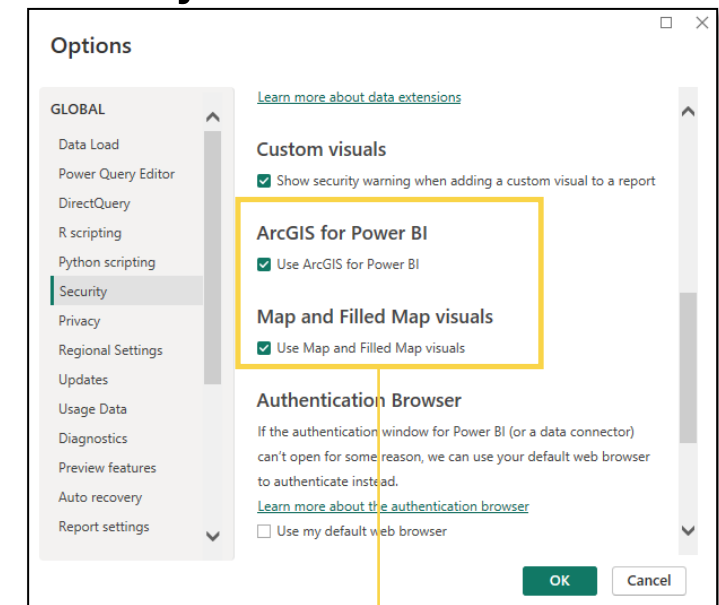 Options
GLOBAL
Data Load
Power Query Editor
DirectQuery
R scripting
Python scripting
Security
Privacy
Regional Settings
Updates
Usage Data
Diagnostics
Preview features
Auto recovery
Report settings
Learn more about data extensions
Custom visuals
Show security warning when adding a custom visual to a report
ArcGIS for Power BI
Use ArcGIS for Power BI
Map and Filled Map visuals
Use Map and Filled Map visuals
Authentication Browser
If the authentication window for Power BI (or a data connector)
can't open for some reason, we can use your default web browser
to authenticate instead.
Learn more about the authentication browser
Use my default web browser
OK
Cancel